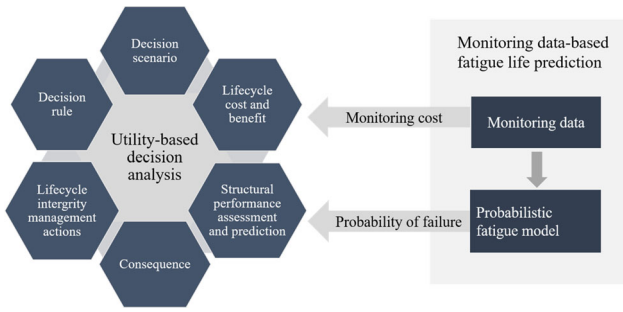 Decision
scenario
Decision
rule
Lifecycle
cost and
benefit
Utility-based
decision
analysis
Lifecycle
intergrity
management
actions
Structural
performance
assessment
and prediction
Consequence
Monitoring data-based
fatigue life prediction
Monitoring cost
Monitoring data
Probability of failure
Probabilistic
fatigue model